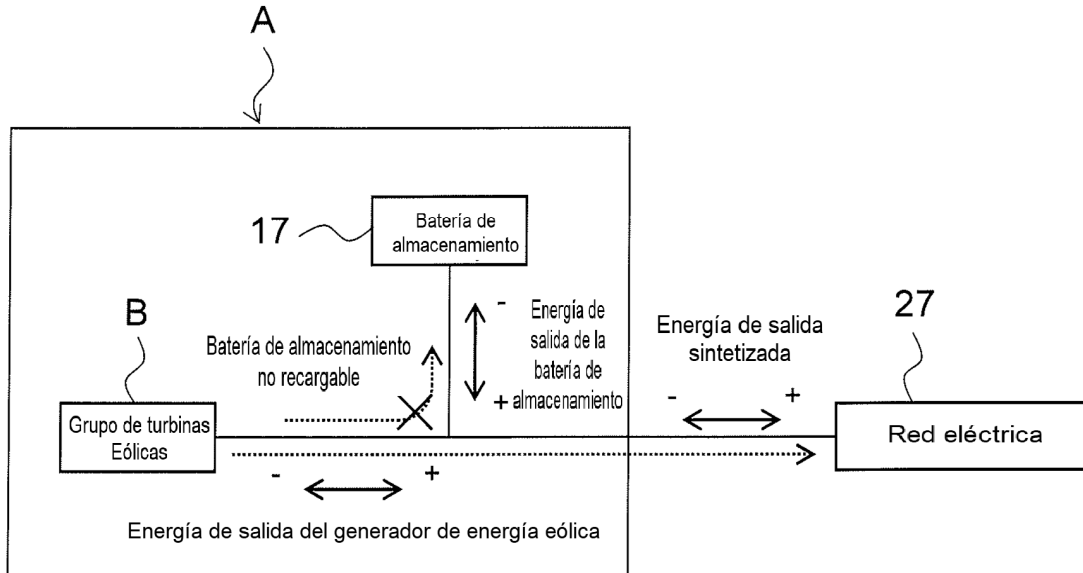 A
17
Batería de
almacenamiento
B
Batería de almacenamiento
no recargable
-
+
Energía de
salida de la
batería de
almacenamiento
Energía de salida
sintetizada
-
+
27
Grupo de turbinas
Eólicas
Red eléctrica
-
+
Energía de salida del generador de energía eólica